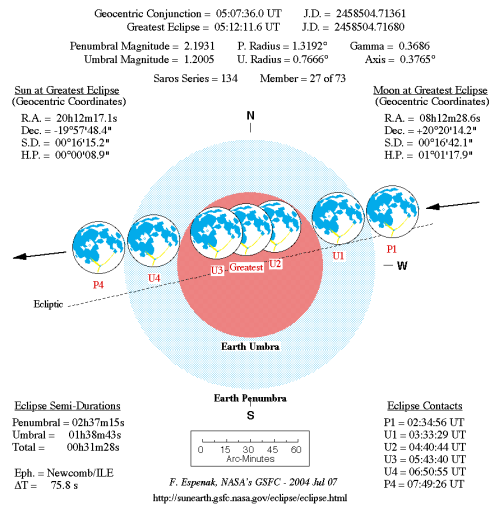 Geocentric Conjunction = 05:07:36.0 UT J.D. = 2458504.71361
Greatest Eclipse = 05:12:11.6 UT J.D. = 2458504.71680
Penumbral Magnitude = 2.1931 P. Radius = 1.3192° Gamma = 0.3686
Umbral Magnitude = 1.2005 U. Radius = 0.7666° Axis = 0.3765°
Saros Series = 134 Member = 27 of 73
Sun at Greatest Eclipse
(Geocentric Coordinates)
R.A. = 20h12m17.1s
Dec. = -19°57'48.4"
S.D. = 00°16'15.2"
H.P. = 00°00'08.9"
Moon at Greatest Eclipse
(Geocentric Coordinates)
R.A. = 08h12m28.6s
Dec. = +20°20'14.2"
S.D. = 00°16'42.1"
H.P. = 01°01'17.9"
N
P1
U1
U2
Greatest
U3
U4
P4
W
Ecliptic
Earth Umbra
Earth Penumbra
S
Eclipse Semi-Durations
Penumbral = 02h37m15s
Umbral = 01h38m43s
Total = 00h31m28s
Eph. = Newcomb/ILE
ΔT = 75.8 s
0 15 30 45 60
Arc-Minutes
Eclipse Contacts
P1 = 02:34:56 UT
U1 = 03:33:29 UT
U2 = 04:40:44 UT
U3 = 05:43:40 UT
U4 = 06:50:55 UT
P4 = 07:49:26 UT
F. Espenak, NASA's GSFC - 2004 Jul 07
http://sunearth.gsfc.nasa.gov/eclipse/eclipse.html